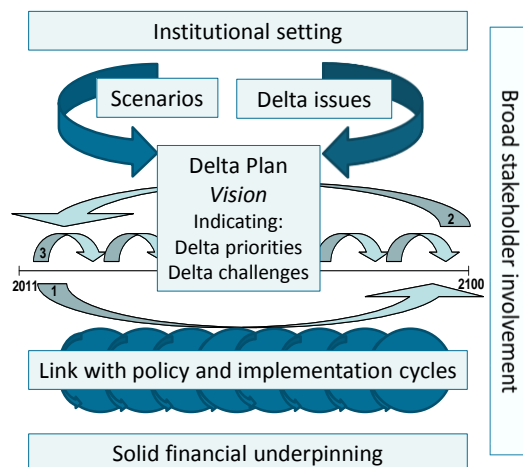 Institutional setting
Scenarios
Delta issues
Delta Plan
Vision
Indicating:
Delta priorities
Delta challenges
2
3
2011
1
2100
Link with policy and implementation cycles
Solid financial underpinning
Broad stakeholder involvement